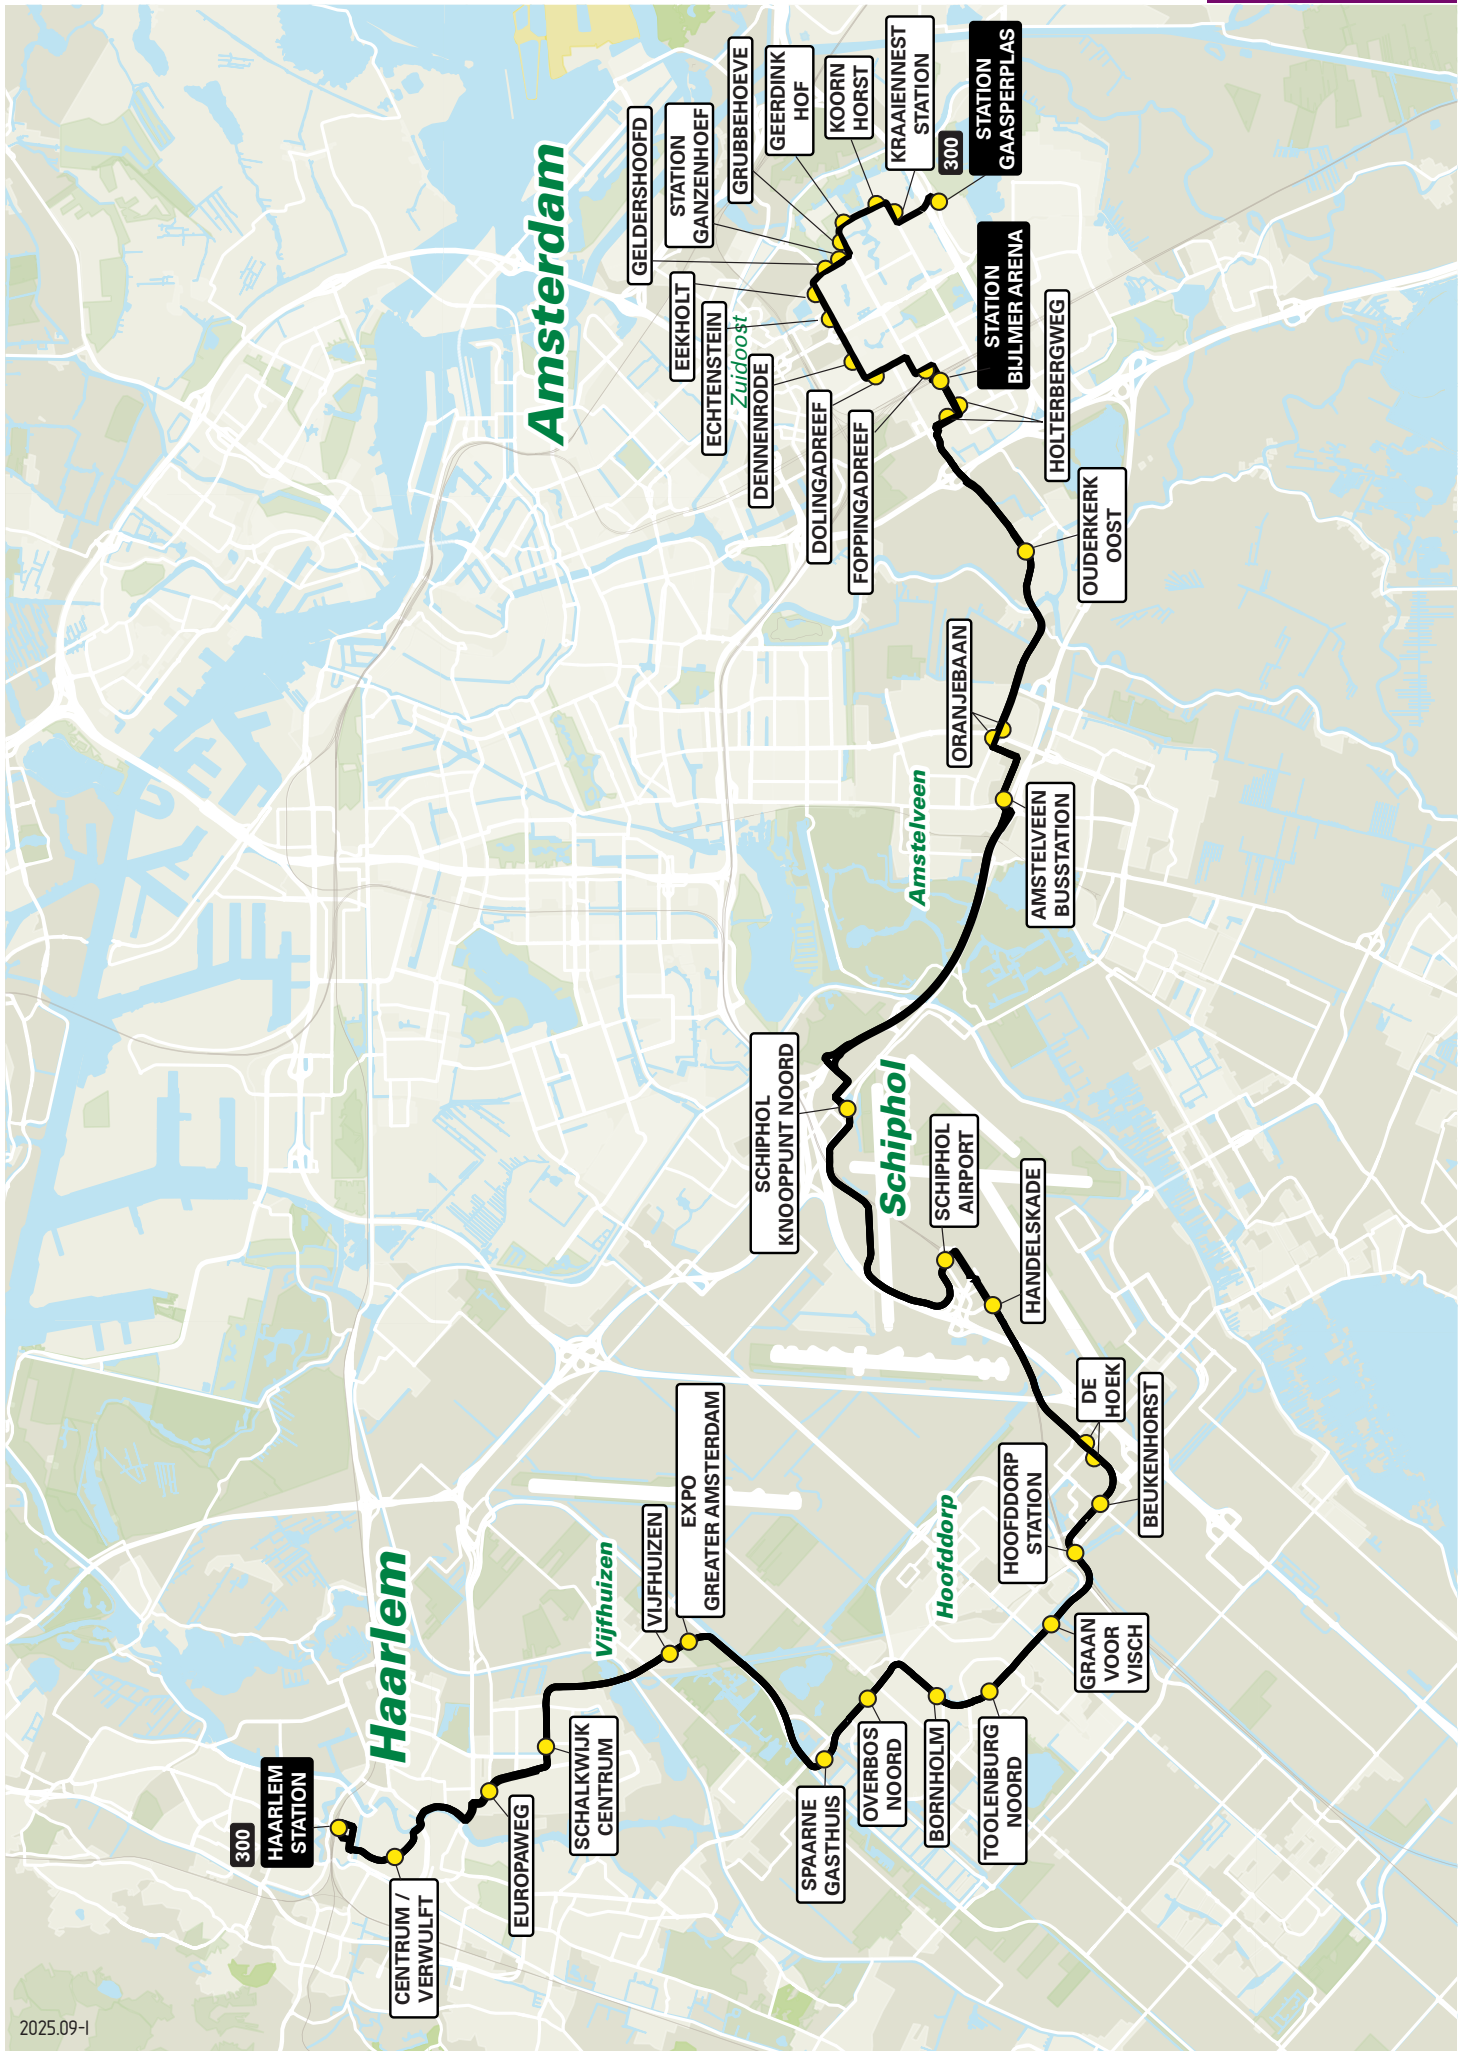 300
HAARLEM
STATION
CENTRUM /
VERWULFT
Haarlem
EUROPAWEG
SCHALKWIJK
CENTRUM
Vijfhuizen
VIJFHUIZEN
EXPO
GREATER AMSTERDAM
SPAARNE
GASTHUIS
OVERBOS
NOORD
BORNHOLM
TOOLENBURG
NOORD
Hoofddorp
GRAAN
VOOR
VISCH
HOOFDDORP
STATION
BEUKENHORST
DE
HOEK
HANDELSKADE
SCHIPHOL
AIRPORT
Schiphol
SCHIPHOL
KNOOPPUNT NOORD
Amstelveen
AMSTELVEEN
BUSSTATION
ORANJEBAAN
OUDERKERK
OOST
HOLTERBERGWEG
STATION
BIJLMER ARENA
FOPPINGADREEF
DOLINGADREEF
DENNENRODE
Zuidoost
ECHTENSTEIN
EEKHOLT
Amsterdam
GELDERSHOOFD
STATION
GANZENHOEF
GRUBBEHOEVE
GEERDINK
HOF
KOORN
HORST
KRAAIENNEST
STATION
300
STATION
GAASPERPLAS
2025.09-I